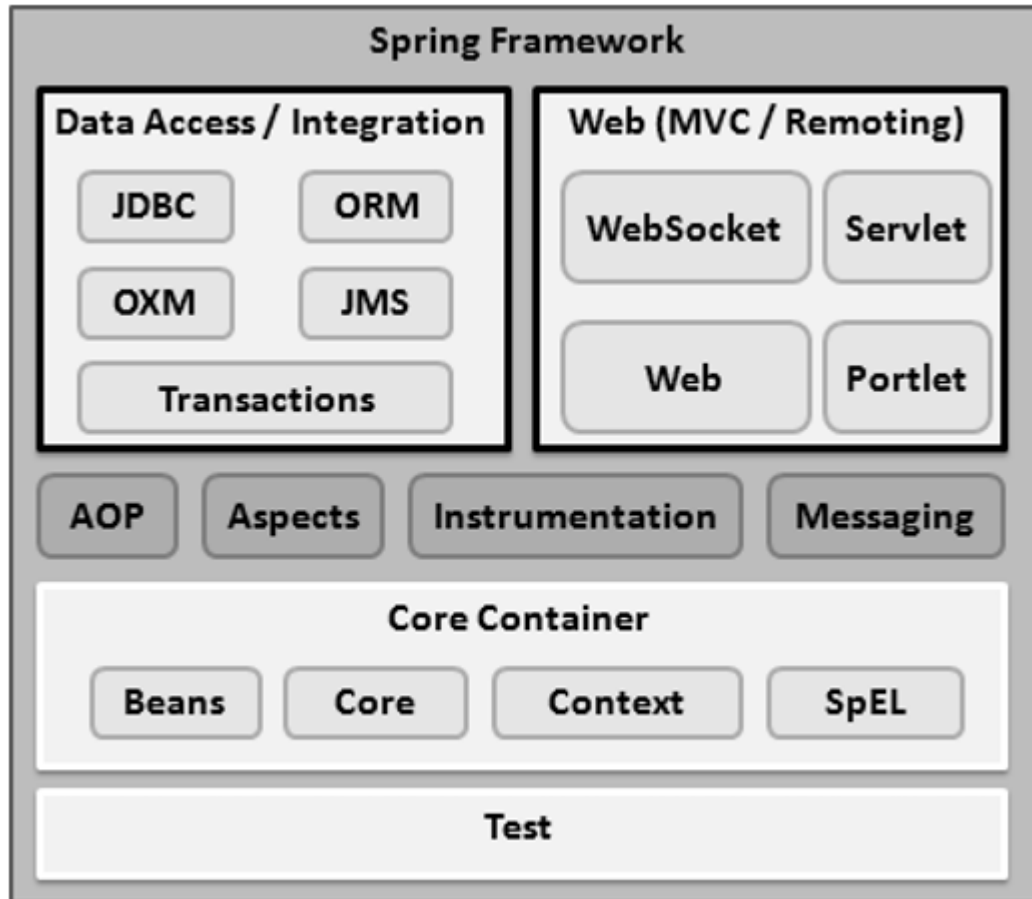 Spring Framework
Data Access / Integration
JDBC
ORM
OXM
JMS
Transactions
Web (MVC / Remoting)
WebSocket
Servlet
Web
Portlet
AOP
Aspects
Instrumentation
Messaging
Core Container
Beans
Core
Context
SpEL
Test